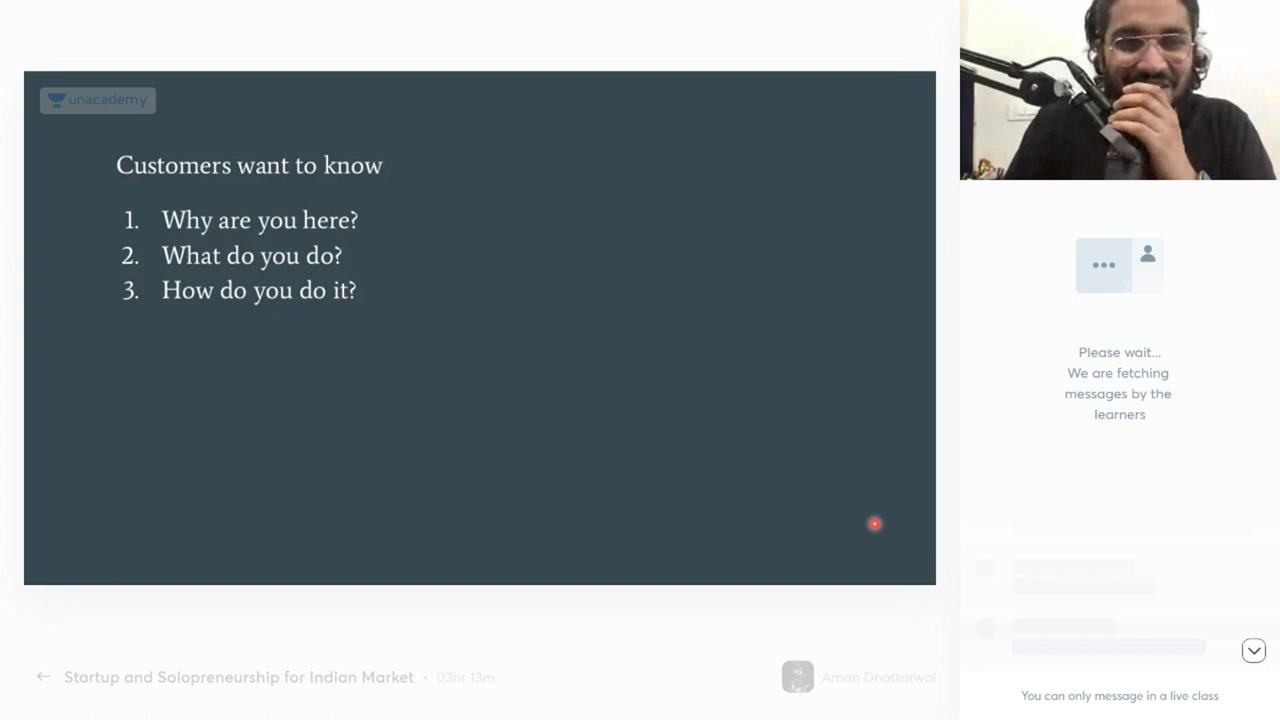 unacademy
Customers want to know
1. Why are you here?
2. What do you do?
3. How do you do it?
Please wait...
We are fetching
messages by the
learners
Startup and Solopreneurship for Indian Market • 03hr 13m
Aman Dhattarwal
You can only message in a live class